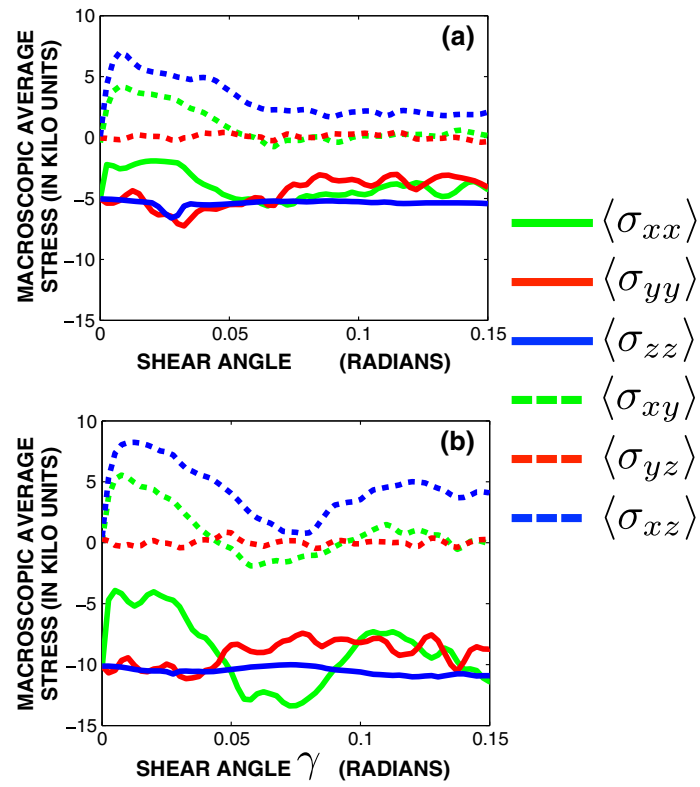 (a)
10
5
0
−5
−10
−15
MACROSCOPIC AVERAGE
STRESS (IN KILO UNITS)
0 0.05 0.1 0.15
SHEAR ANGLE (RADIANS)
⟨σxx⟩
⟨σyy⟩
⟨σzz⟩
⟨σxy⟩
⟨σyz⟩
⟨σxz⟩
(b)
10
5
0
−5
−10
−15
MACROSCOPIC AVERAGE
STRESS (IN KILO UNITS)
0 0.05 0.1 0.15
SHEAR ANGLE γ (RADIANS)